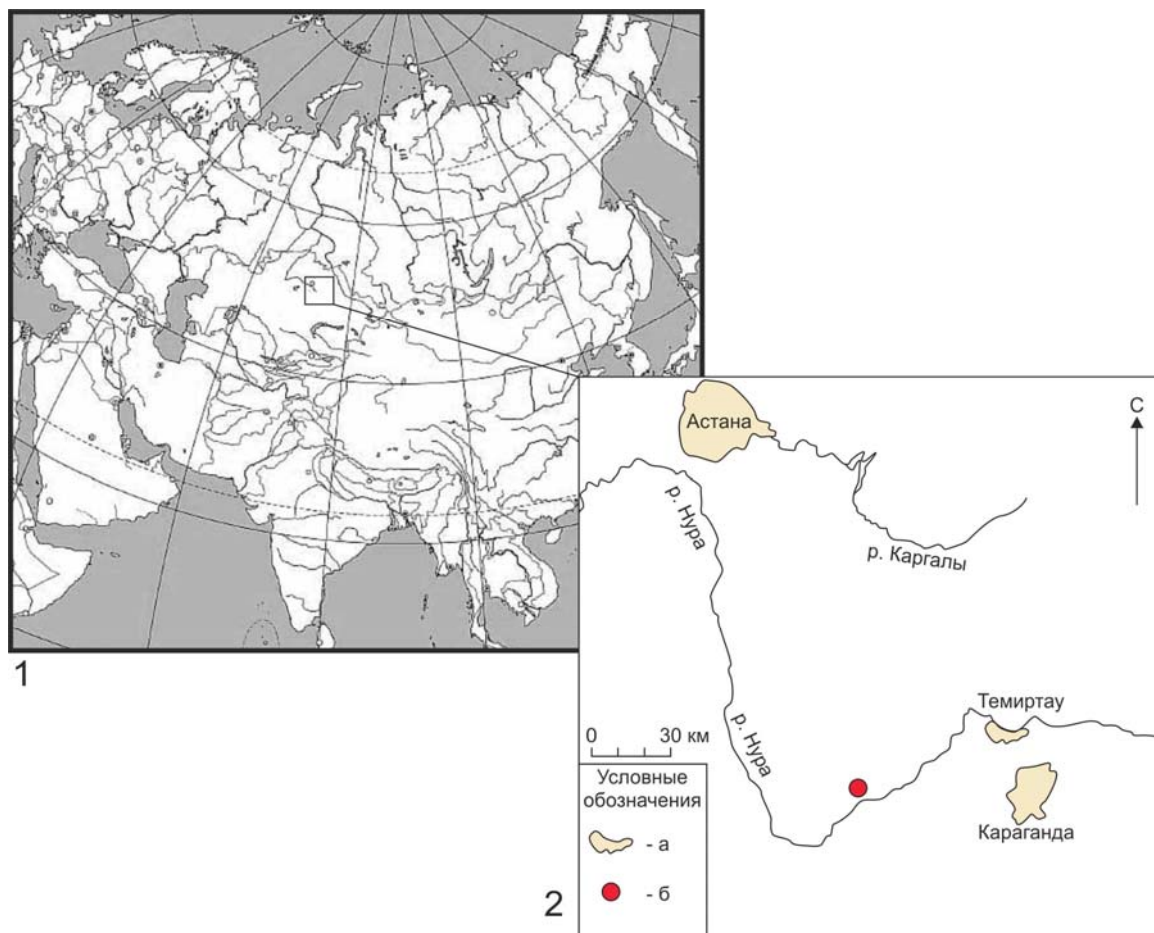 1
Астана
С
р. Нура
р. Каргалы
Темиртау
р. Нура
0 30 км
Караганда
Условные
обозначения
- а
- б
2